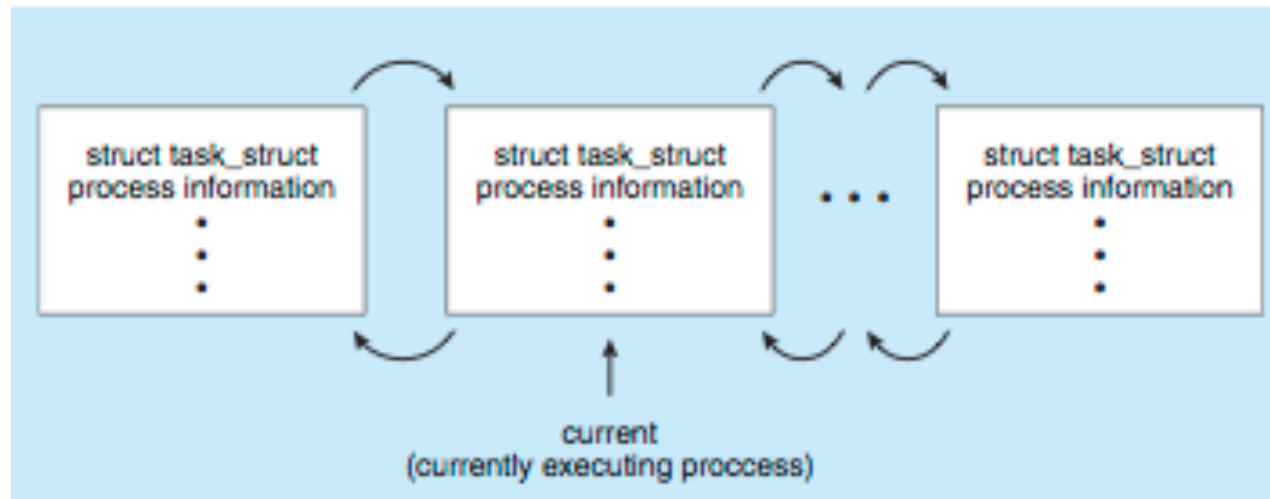 struct task_struct
process information
struct task_struct
process information
struct task_struct
process information
current
(currently executing proccess)